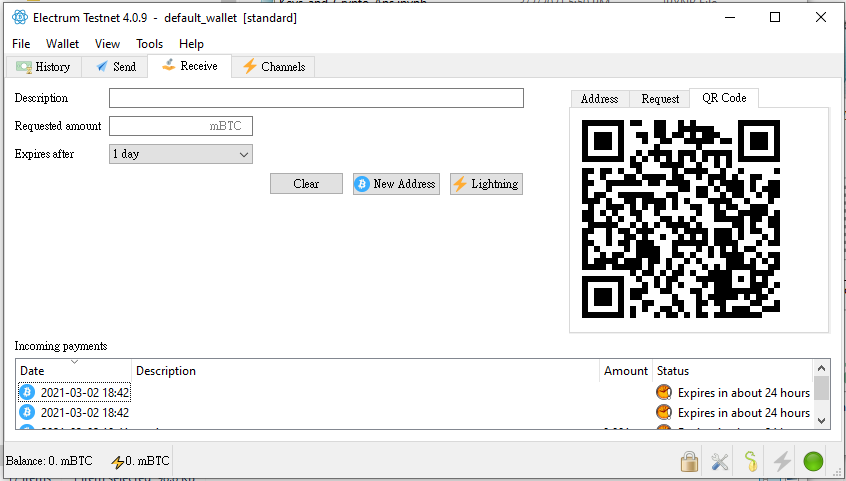 Electrum Testnet 4.0.9 - default_wallet [standard]
File Wallet View Tools Help
History Send Receive Channels
Description
Address Request QR Code
Requested amount mBTC
Expires after 1 day
Clear New Address Lightning
Incoming payments
Date Description Amount Status
2021-03-02 18:42 Expires in about 24 hours
2021-03-02 18:42 Expires in about 24 hours
Balance: 0. mBTC 0. mBTC